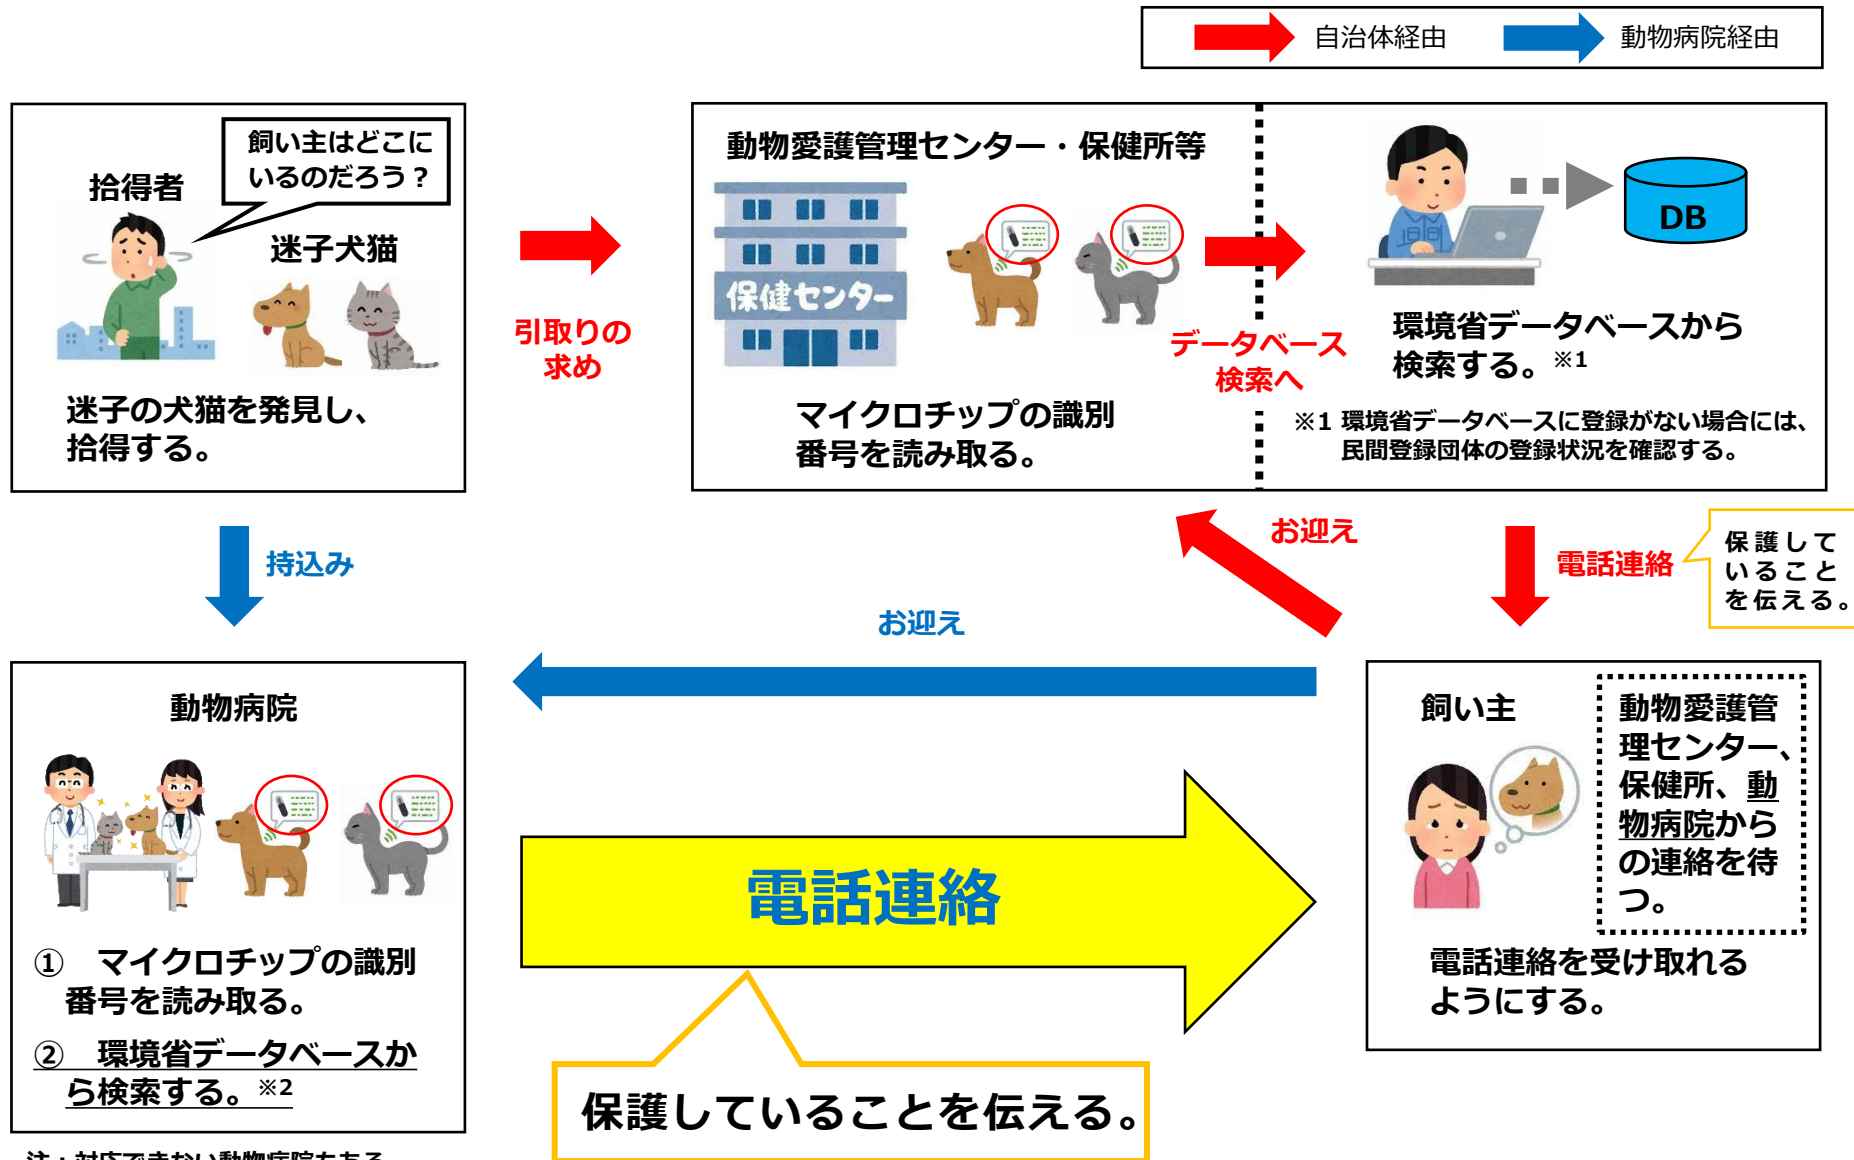 自治体経由
動物病院経由
拾得者
飼い主はどこに
いるのだろう？
迷子犬猫
迷子の犬猫を発見し、
拾得する。
引取りの
求め
動物愛護管理センター・保健所等
保健センター
マイクロチップの識別
番号を読み取る。
データベース
検索へ
DB
環境省データベースから
検索する。※1
※1 環境省データベースに登録がない場合には、
民間登録団体の登録状況を確認する。
持込み
お迎え
電話連絡
保護して
いること
を伝える。
お迎え
動物病院
① マイクロチップの識別
番号を読み取る。
② 環境省データベースか
ら検索する。※2
電話連絡
保護していることを伝える。
飼い主
動物愛護管
理センター、
保健所、動
物病院から
の連絡を待
つ。
電話連絡を受け取れる
ようにする。
注：対応できない動物病院もある